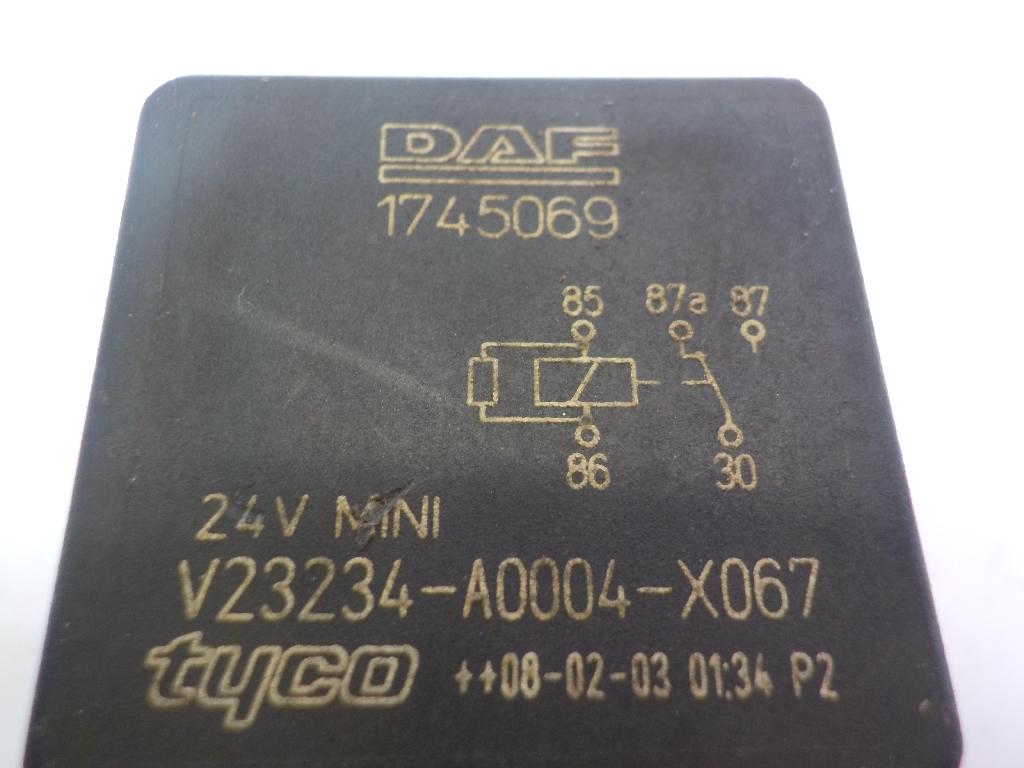 DAF
1745069
85 87a 87
86 30
24V MINI
V23234-A0004-X067
tyco ++08-02-03 01:34 P2